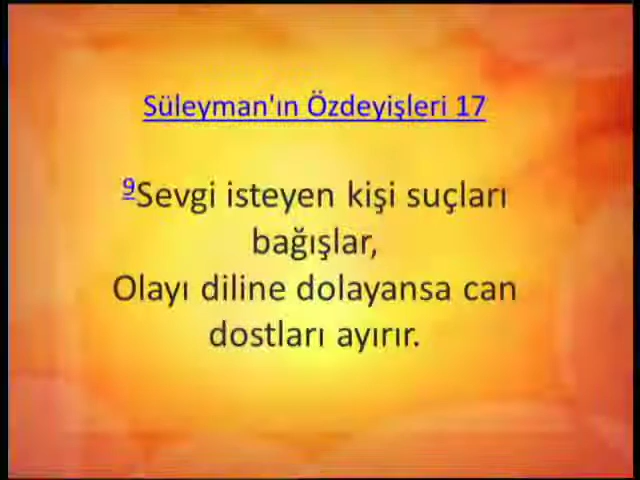 Süleyman'ın Özdeyişleri 17
9Sevgi isteyen kişi suçları
bağışlar,
Olayı diline dolayansa can
dostları ayırır.